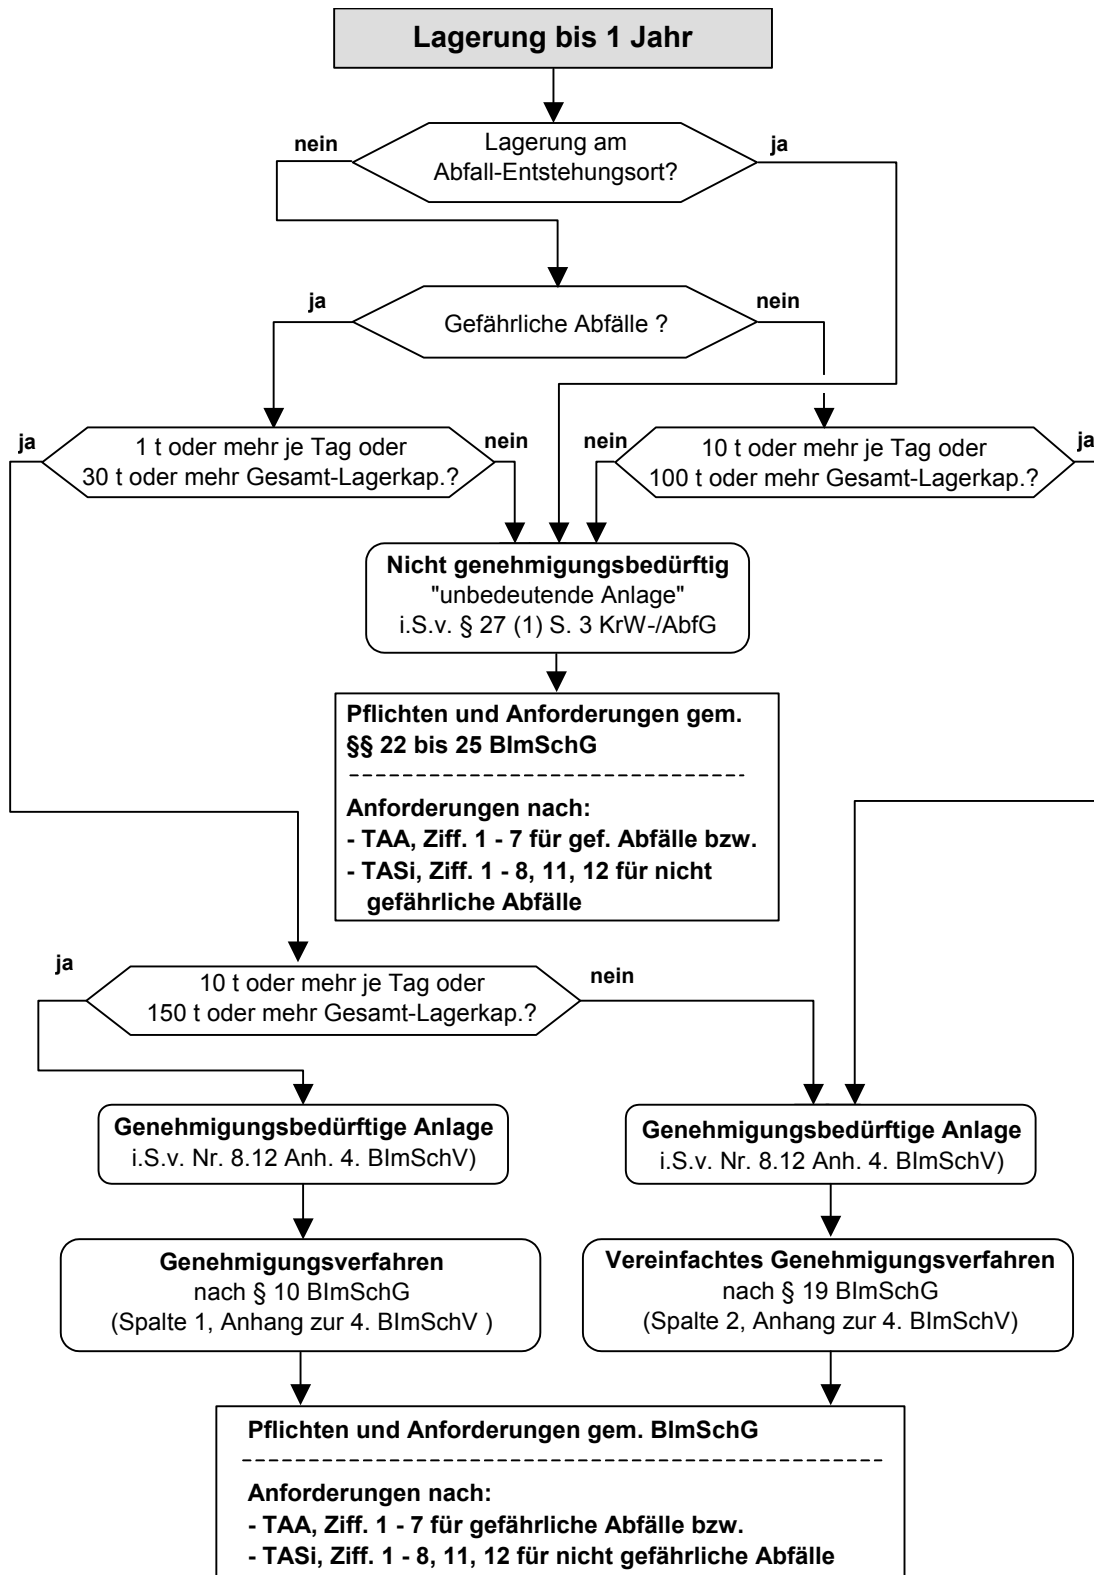 Lagerung bis 1 Jahr
nein
Lagerung am
Abfall-Entstehungsort?
ja
ja
Gefährliche Abfälle ?
nein
ja
1 t oder mehr je Tag oder
30 t oder mehr Gesamt-Lagerkap.?
nein
nein
10 t oder mehr je Tag oder
100 t oder mehr Gesamt-Lagerkap.?
ja
Nicht genehmigungsbedürftig
"unbedeutende Anlage"
i.S.v. § 27 (1) S. 3 KrW-/AbfG
Pflichten und Anforderungen gem.
§§ 22 bis 25 BImSchG
Anforderungen nach:
- TAA, Ziff. 1 - 7 für gef. Abfälle bzw.
- TASi, Ziff. 1 - 8, 11, 12 für nicht
gefährliche Abfälle
ja
10 t oder mehr je Tag oder
150 t oder mehr Gesamt-Lagerkap.?
nein
Genehmigungsbedürftige Anlage
i.S.v. Nr. 8.12 Anh. 4. BImSchV)
Genehmigungsbedürftige Anlage
i.S.v. Nr. 8.12 Anh. 4. BImSchV)
Genehmigungsverfahren
nach § 10 BImSchG
(Spalte 1, Anhang zur 4. BImSchV )
Vereinfachtes Genehmigungsverfahren
nach § 19 BImSchG
(Spalte 2, Anhang zur 4. BImSchV)
Pflichten und Anforderungen gem. BImSchG
Anforderungen nach:
- TAA, Ziff. 1 - 7 für gefährliche Abfälle bzw.
- TASi, Ziff. 1 - 8, 11, 12 für nicht gefährliche Abfälle